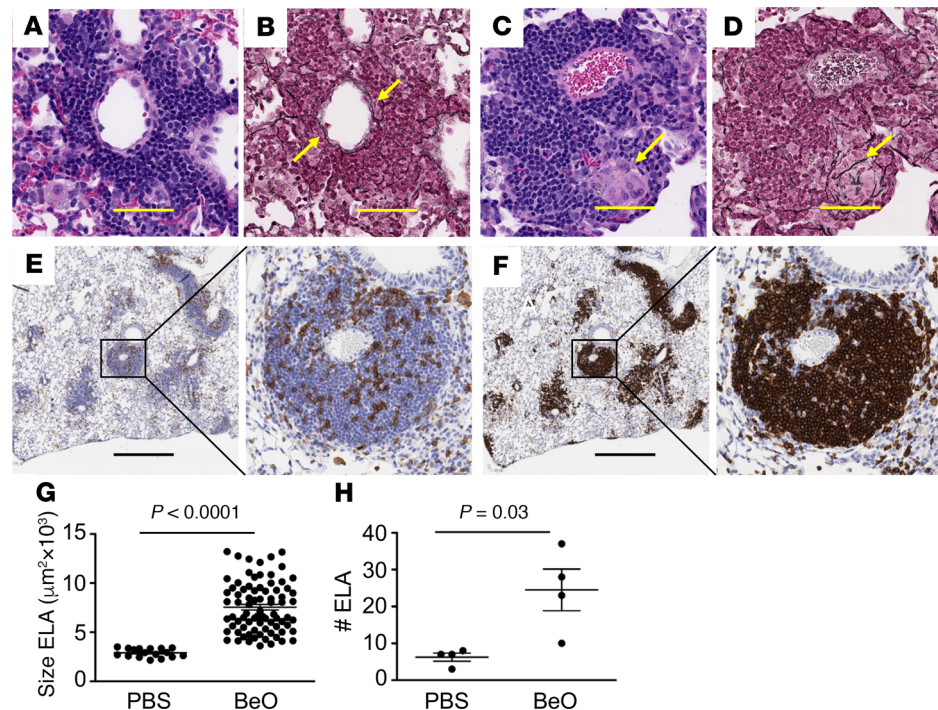 A
B
C
D
E
F
G
H
P < 0.0001
P = 0.03
Size ELA (μm²×10³)
15
10
5
0
PBS
BeO
# ELA
40
30
20
10
0
PBS
BeO